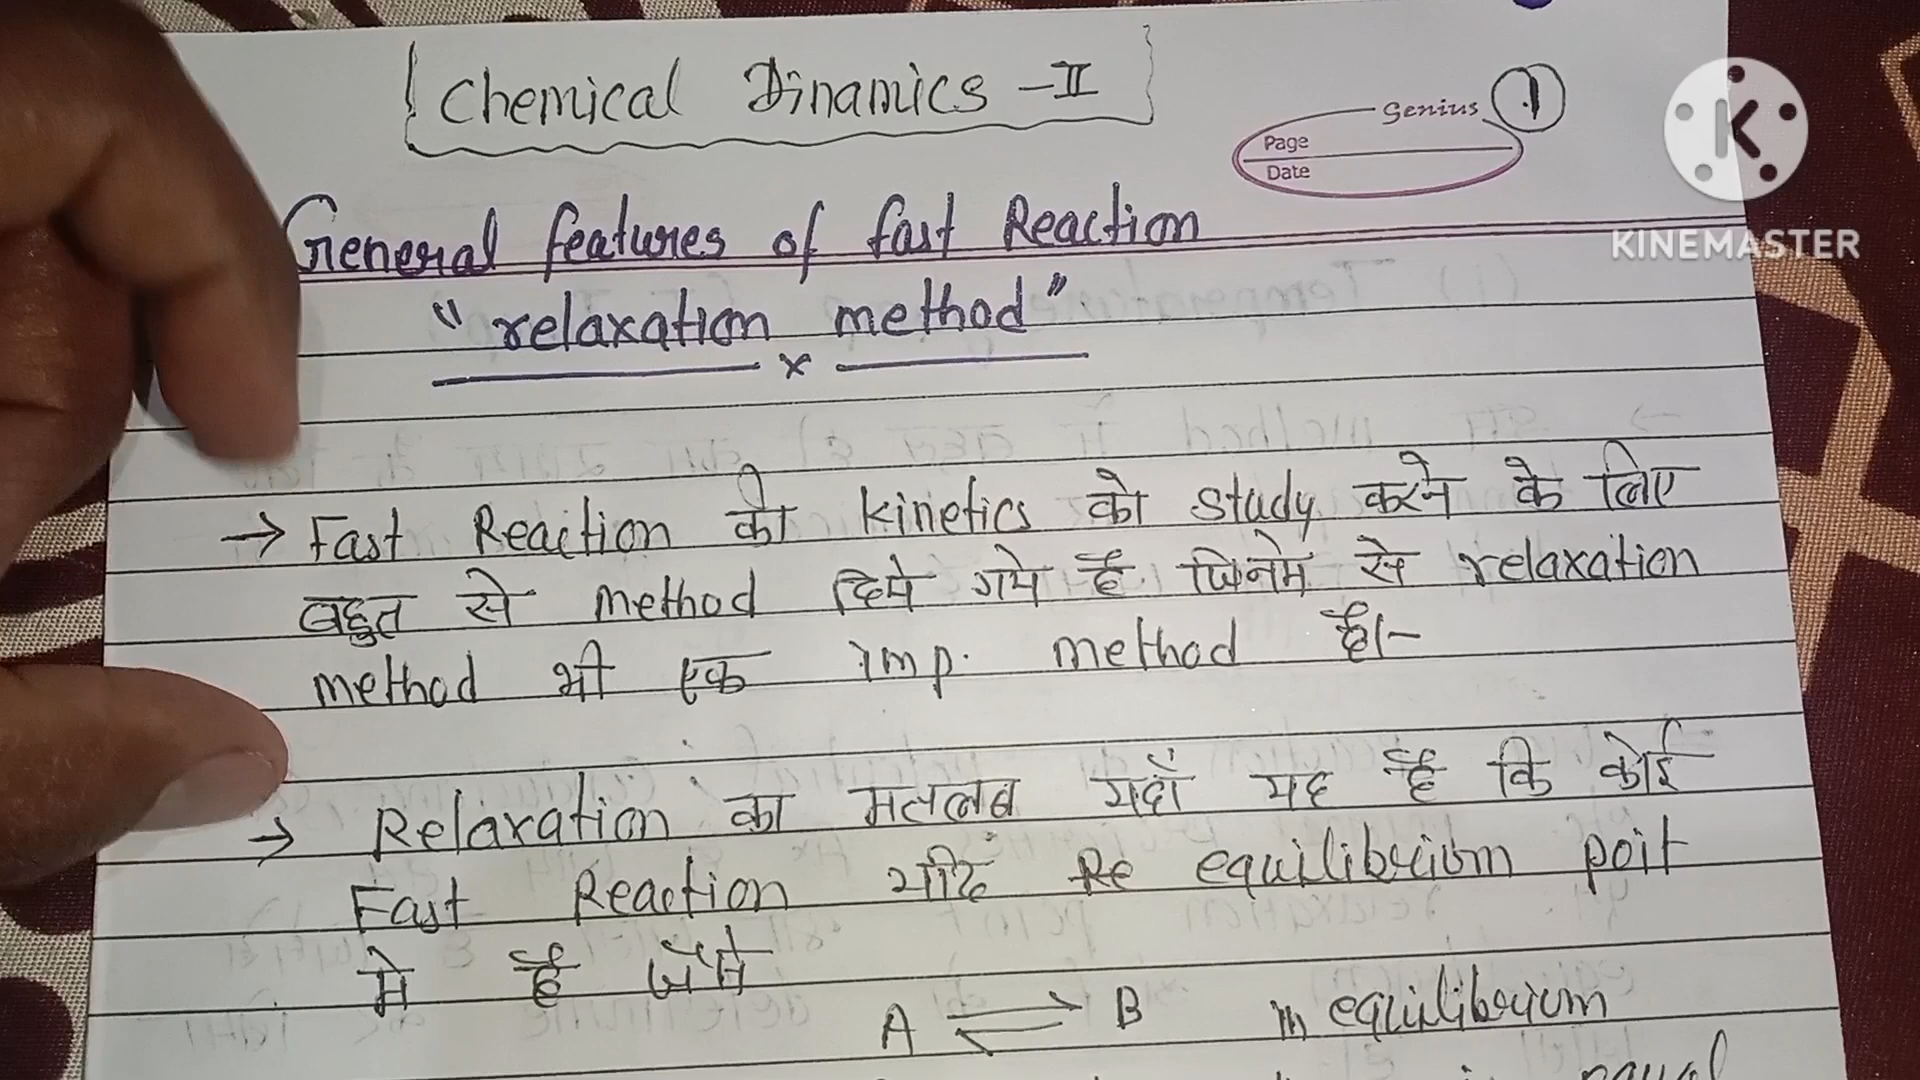 Chemical Dinamics - II
Genius 1
Page
Date
KINEMASTER
General features of fast Reaction
"relaxation method"
x
→ Fast Reaction की kinetics को study करने के लिए
बहुत से method दिये गये है जिनमे से relaxation
method भी एक imp. method है।-
→ Relaxation का मतलब यहाँ यह है कि कोई
Fast Reaction यदि Re equilibrium poit
मे है जैसे
A ⇌ B in equilibrium